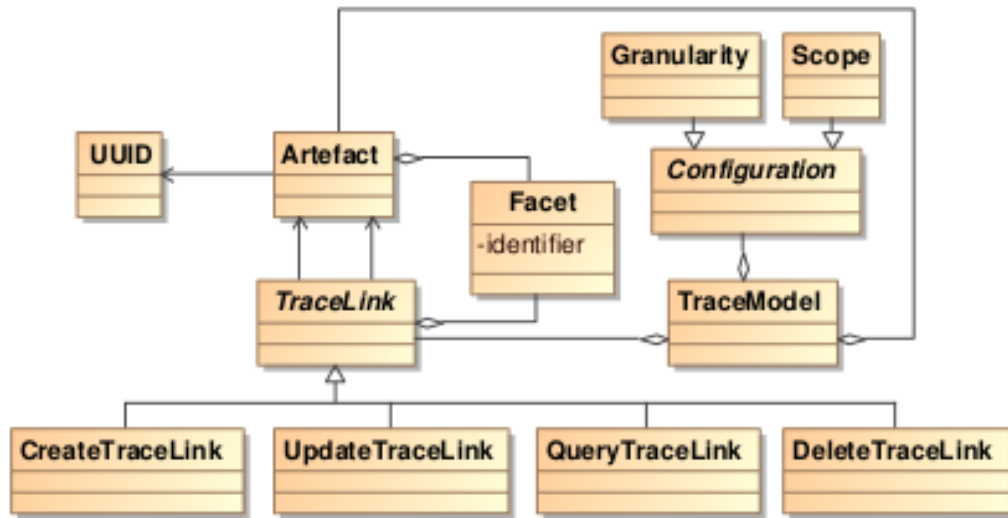 Granularity
Scope
UUID
Artefact
Configuration
Facet
-identifier
TraceLink
TraceModel
CreateTraceLink
UpdateTraceLink
QueryTraceLink
DeleteTraceLink